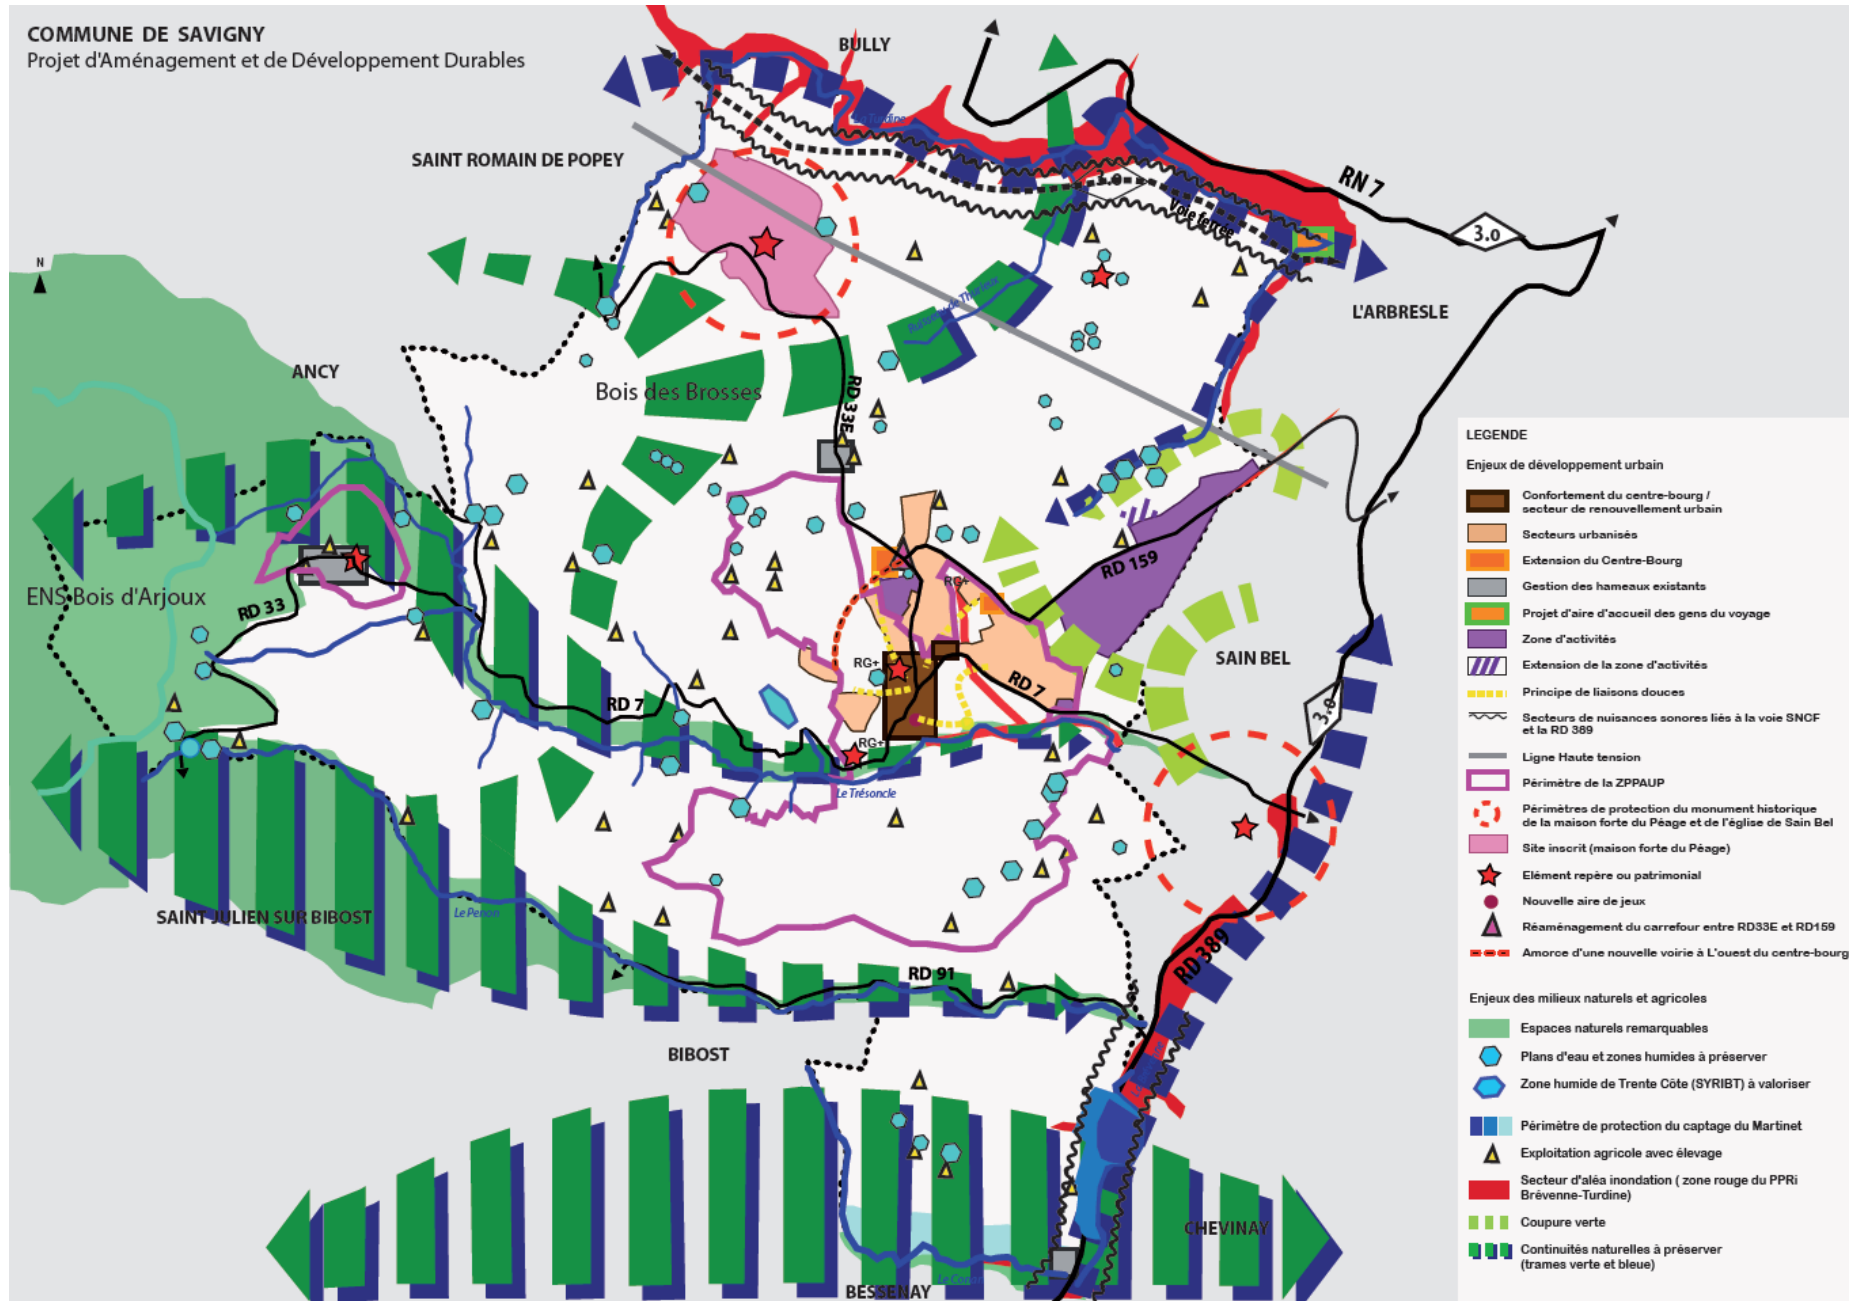 COMMUNE DE SAVIGNY
Projet d'Aménagement et de Développement Durables
BULLY
La Turdine
SAINT ROMAIN DE POPEY
RN 7
3.0
3.0
Voie ferrée
N
L'ARBRESLE
Ruisseau de Thurieux
ANCY
Bois des Brosses
RD 33E
ENS Bois d'Arjoux
RD 33
RD 159
RG+
SAIN BEL
RG+
RD 7
RD 7
3.0
RG+
Le Trésoncle
SAINT JULIEN SUR BIBOST
Le Penon
RD 389
RD 91
BIBOST
CHEVINAY
BESSENAY
LEGENDE
Enjeux de développement urbain
Confortement du centre-bourg /
secteur de renouvellement urbain
Secteurs urbanisés
Extension du Centre-Bourg
Gestion des hameaux existants
Projet d'aire d'accueil des gens du voyage
Zone d'activités
Extension de la zone d'activités
Principe de liaisons douces
Secteurs de nuisances sonores liés à la voie SNCF
et la RD 389
Ligne Haute tension
Périmètre de la ZPPAUP
Périmètres de protection du monument historique
de la maison forte du Péage et de l'église de Sain Bel
Site inscrit (maison forte du Péage)
Elément repère ou patrimonial
Nouvelle aire de jeux
Réaménagement du carrefour entre RD33E et RD159
Amorce d'une nouvelle voirie à L'ouest du centre-bourg
Enjeux des milieux naturels et agricoles
Espaces naturels remarquables
Plans d'eau et zones humides à préserver
Zone humide de Trente Côte (SYRIBT) à valoriser
Périmètre de protection du captage du Martinet
Exploitation agricole avec élevage
Secteur d'aléa inondation ( zone rouge du PPRi
Brévenne-Turdine)
Coupure verte
Continuités naturelles à préserver
(trames verte et bleue)